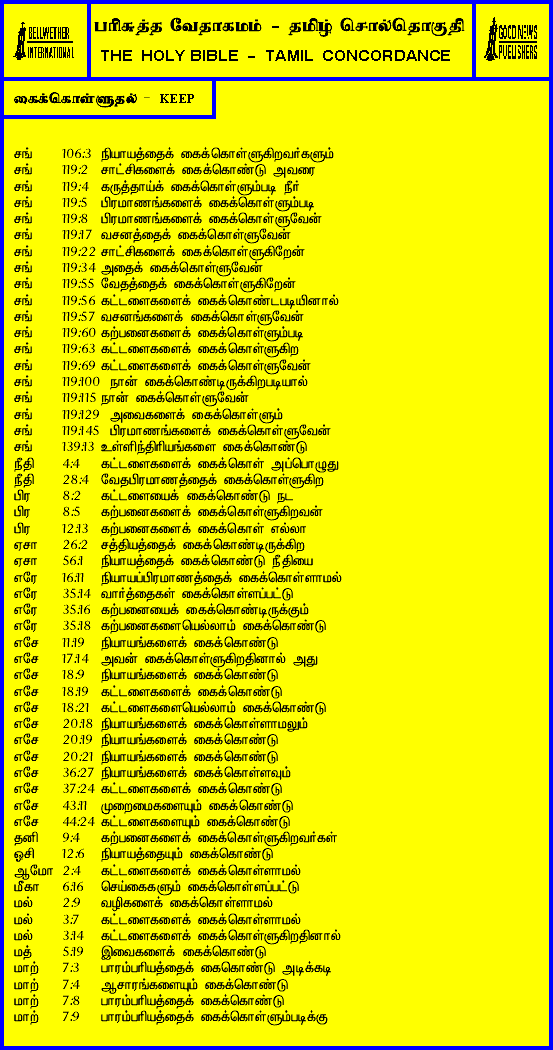 BELLWETHER
INTERNATIONAL
பரிசுத்த வேதாகமம் - தமிழ் சொல்தொகுதி
THE HOLY BIBLE - TAMIL CONCORDANCE
GOOD NEWS
PUBLISHERS
கைக்கொள்ளுதல் - KEEP
சங் 106:3 நியாயத்தைக் கைக்கொள்ளுகிறவர்களும்
சங் 119:2 சாட்சிகளைக் கைக்கொண்டு அவரை
சங் 119:4 கருத்தாய்க் கைக்கொள்ளும்படி நீர்
சங் 119:5 பிரமாணங்களைக் கைக்கொள்ளும்படி
சங் 119:8 பிரமாணங்களைக் கைக்கொள்ளுவேன்
சங் 119:17 வசனத்தைக் கைக்கொள்ளுவேன்
சங் 119:22 சாட்சிகளைக் கைக்கொள்ளுகிறேன்
சங் 119:34 அதைக் கைக்கொள்ளுவேன்
சங் 119:55 வேதத்தைக் கைக்கொள்ளுகிறேன்
சங் 119:56 கட்டளைகளைக் கைக்கொண்டபடியினால்
சங் 119:57 வசனங்களைக் கைக்கொள்ளுவேன்
சங் 119:60 கற்பனைகளைக் கைக்கொள்ளும்படி
சங் 119:63 கட்டளைகளைக் கைக்கொள்ளுகிற
சங் 119:69 கட்டளைகளைக் கைக்கொள்ளுவேன்
சங் 119:100 நான் கைக்கொண்டிருக்கிறபடியால்
சங் 119:115 நான் கைக்கொள்ளுவேன்
சங் 119:129 அவைகளைக் கைக்கொள்ளும்
சங் 119:145 பிரமாணங்களைக் கைக்கொள்ளுவேன்
சங் 139:13 உள்ளிந்திரியங்களை கைக்கொண்டு
நீதி 4:4 கட்டளைகளைக் கைக்கொள் அப்பொழுது
நீதி 28:4 வேதபிரமாணத்தைக் கைக்கொள்ளுகிற
பிர 8:2 கட்டளையைக் கைக்கொண்டு நட
பிர 8:5 கற்பனைகளைக் கைக்கொள்ளுகிறவன்
பிர 12:13 கற்பனைகளைக் கைக்கொள் எல்லா
ஏசா 26:2 சத்தியத்தைக் கைக்கொண்டிருக்கிற
ஏசா 56:1 நியாயத்தைக் கைக்கொண்டு நீதியை
எரே 16:11 நியாயப்பிரமாணத்தைக் கைக்கொள்ளாமல்
எரே 35:14 வார்த்தைகள் கைக்கொள்ளப்பட்டு
எரே 35:16 கற்பனையைக் கைக்கொண்டிருக்கும்
எரே 35:18 கற்பனைகளையெல்லாம் கைக்கொண்டு
எசே 11:19 நியாயங்களைக் கைக்கொண்டு
எசே 17:14 அவன் கைக்கொள்ளுகிறதினால் அது
எசே 18:9 நியாயங்களைக் கைக்கொண்டு
எசே 18:19 கட்டளைகளைக் கைக்கொண்டு
எசே 18:21 கட்டளைகளையெல்லாம் கைக்கொண்டு
எசே 20:18 நியாயங்களைக் கைக்கொள்ளாமலும்
எசே 20:19 நியாயங்களைக் கைக்கொண்டு
எசே 20:21 நியாயங்களைக் கைக்கொண்டு
எசே 36:27 நியாயங்களைக் கைக்கொள்ளவும்
எசே 37:24 கட்டளைகளைக் கைக்கொண்டு
எசே 43:11 முறைமைகளையும் கைக்கொண்டு
எசே 44:24 கட்டளைகளையும் கைக்கொண்டு
தனி 9:4 கற்பனைகளைக் கைக்கொள்ளுகிறவர்கள்
ஓசி 12:6 நியாயத்தையும் கைக்கொண்டு
ஆமோ 2:4 கட்டளைகளைக் கைக்கொள்ளாமல்
மீகா 6:16 செய்கைகளும் கைக்கொள்ளப்பட்டு
மல் 2:9 வழிகளைக் கைக்கொள்ளாமல்
மல் 3:7 கட்டளைகளைக் கைக்கொள்ளாமல்
மல் 3:14 கட்டளைகளைக் கைக்கொள்ளுகிறதினால்
மத் 5:19 இவைகளைக் கைக்கொண்டு
மாற் 7:3 பாரம்பரியத்தைக் கைகொண்டு அடிக்கடி
மாற் 7:4 ஆசாரங்களையும் கைக்கொண்டு
மாற் 7:8 பாரம்பரியத்தைக் கைக்கொண்டு
மாற் 7:9 பாரம்பரியத்தைக் கைக்கொள்ளும்படிக்கு